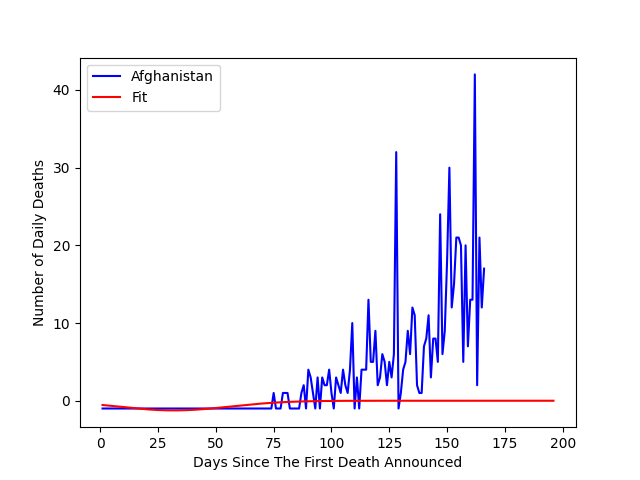 Afghanistan
Fit
Number of Daily Deaths
40
30
20
10
0
0 25 50 75 100 125 150 175 200
Days Since The First Death Announced